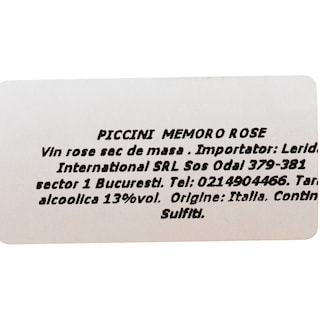 PICCINI MEMORO ROSE
Vin rose sec de masa . Importator: Lerida
International SRL Sos Odai 379-381
sector 1 Bucuresti. Tel: 0214904466. Tar
alcoolica 13%vol. Origine: Italia. Contin
Sulfiti.